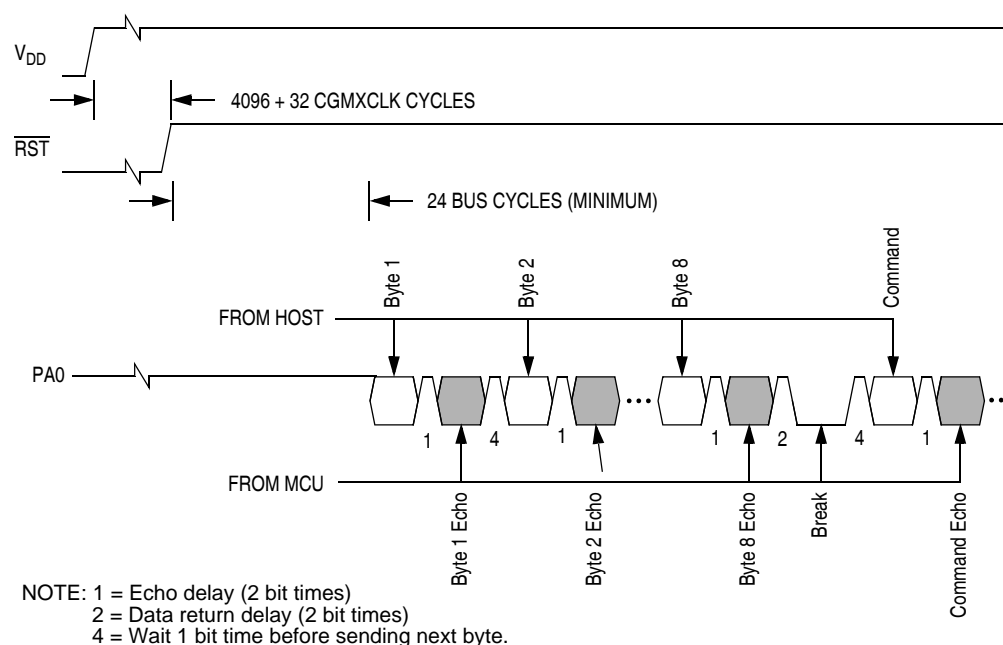 VDD
4096 + 32 CGMXCLK CYCLES
RST
24 BUS CYCLES (MINIMUM)
Byte 1
Byte 2
Byte 8
Command
FROM HOST
PA0
1
4
1
1
2
4
1
FROM MCU
Byte 1 Echo
Byte 2 Echo
Byte 8 Echo
Break
Command Echo
NOTE: 1 = Echo delay (2 bit times)
2 = Data return delay (2 bit times)
4 = Wait 1 bit time before sending next byte.